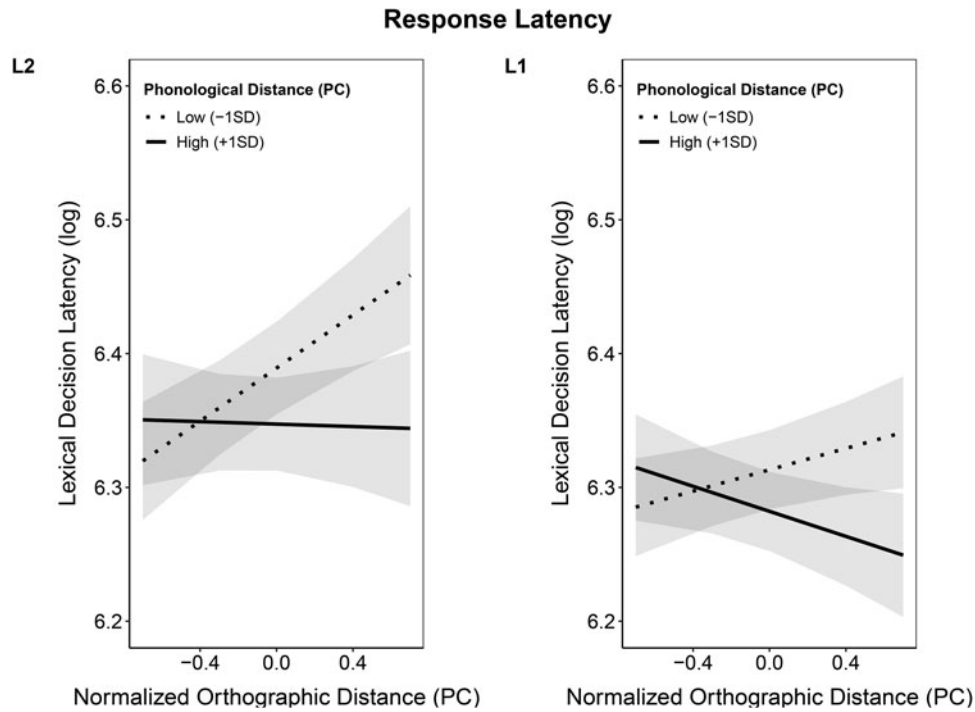 Response Latency
L2
Phonological Distance (PC)
Low (−1SD)
High (+1SD)
6.6
6.5
6.4
6.3
6.2
Lexical Decision Latency (log)
−0.4 0.0 0.4
Normalized Orthographic Distance (PC)
L1
Phonological Distance (PC)
Low (−1SD)
High (+1SD)
6.6
6.5
6.4
6.3
6.2
Lexical Decision Latency (log)
−0.4 0.0 0.4
Normalized Orthographic Distance (PC)